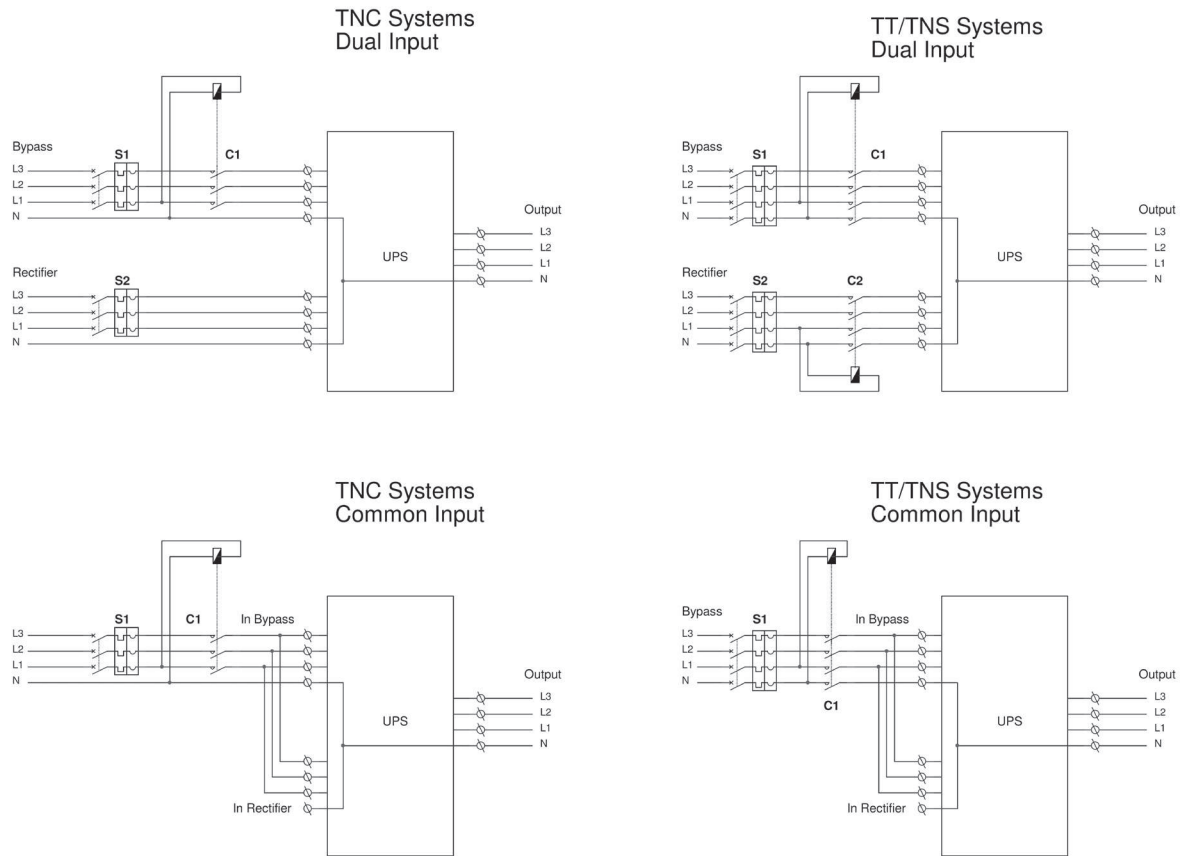 TNC Systems
Dual Input
Bypass
S1
C1
L3
L2
L1
N
Rectifier
S2
L3
L2
L1
N
UPS
Output
L3
L2
L1
N
TT/TNS Systems
Dual Input
Bypass
S1
C1
L3
L2
L1
N
Rectifier
S2
C2
L3
L2
L1
N
UPS
Output
L3
L2
L1
N
TNC Systems
Common Input
S1
C1
In Bypass
L3
L2
L1
N
UPS
In Rectifier
Output
L3
L2
L1
N
TT/TNS Systems
Common Input
Bypass
S1
In Bypass
L3
L2
L1
N
C1
UPS
In Rectifier
Output
L3
L2
L1
N